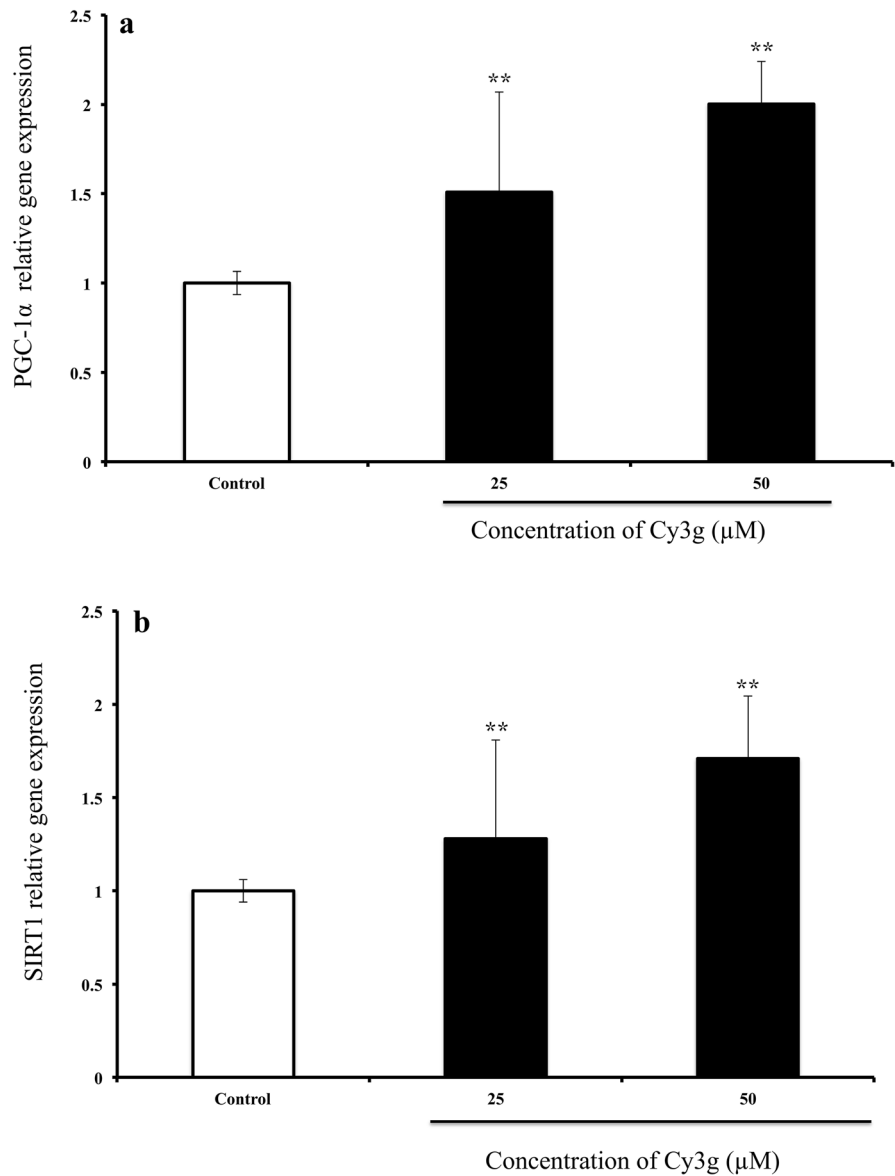 a
PGC-1α relative gene expression
2.5
2
1.5
1
0.5
0
**
**
Control
25
50
Concentration of Cy3g (µM)
b
SIRT1 relative gene expression
2.5
2
1.5
1
0.5
0
**
**
Control
25
50
Concentration of Cy3g (µM)